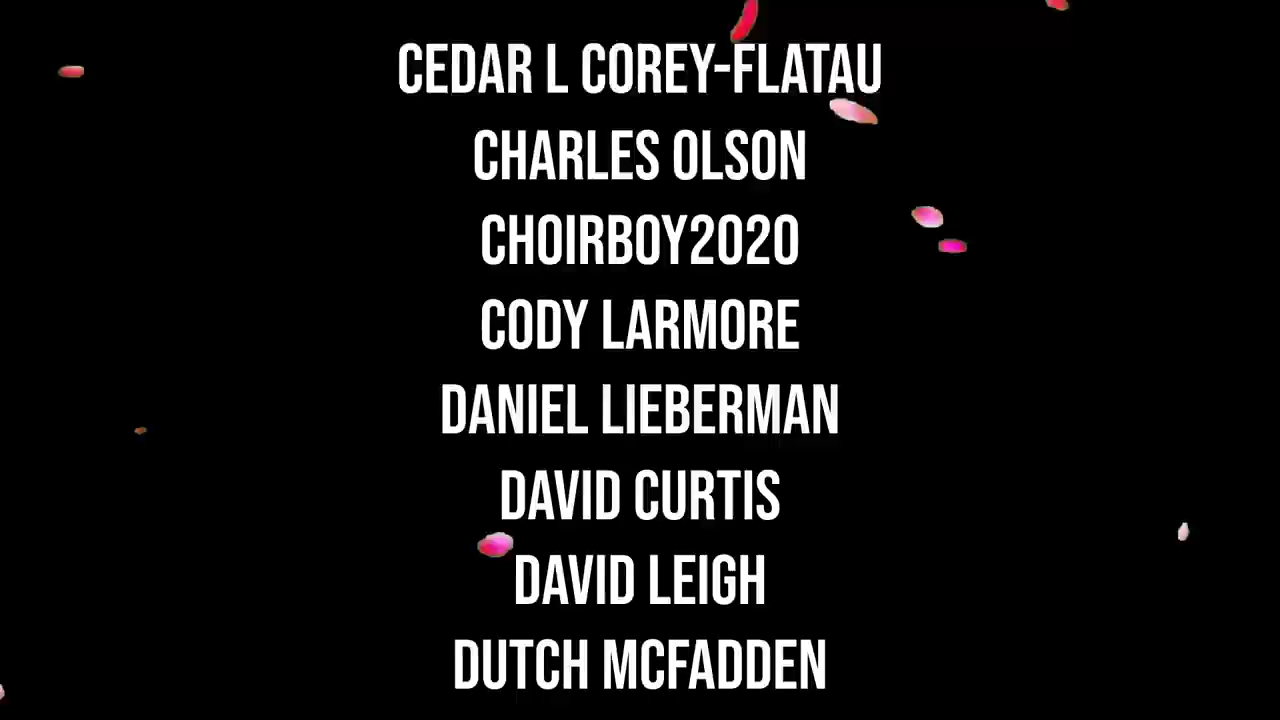 CEDAR L COREY-FLATAU
CHARLES OLSON
CHOIRBOY2020
CODY LARMORE
DANIEL LIEBERMAN
DAVID CURTIS
DAVID LEIGH
DUTCH MCFADDEN